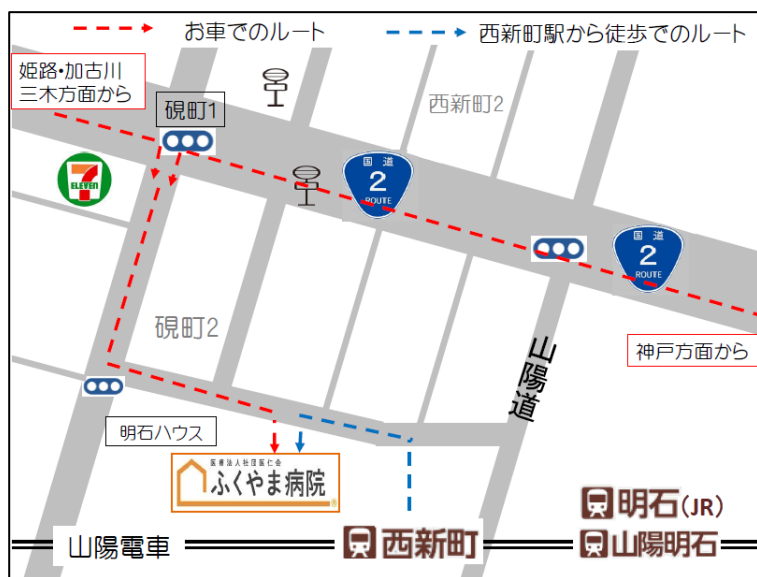 お車でのルート
西新町駅から徒歩でのルート
姫路・加古川
三木方面から
硯町1
西新町2
7
ELEVEN
国道
2
ROUTE
国道
2
ROUTE
硯町2
山陽道
神戸方面から
明石ハウス
医療法人社団医仁会
ふくやま病院
明石(JR)
山陽電車
西新町
山陽明石